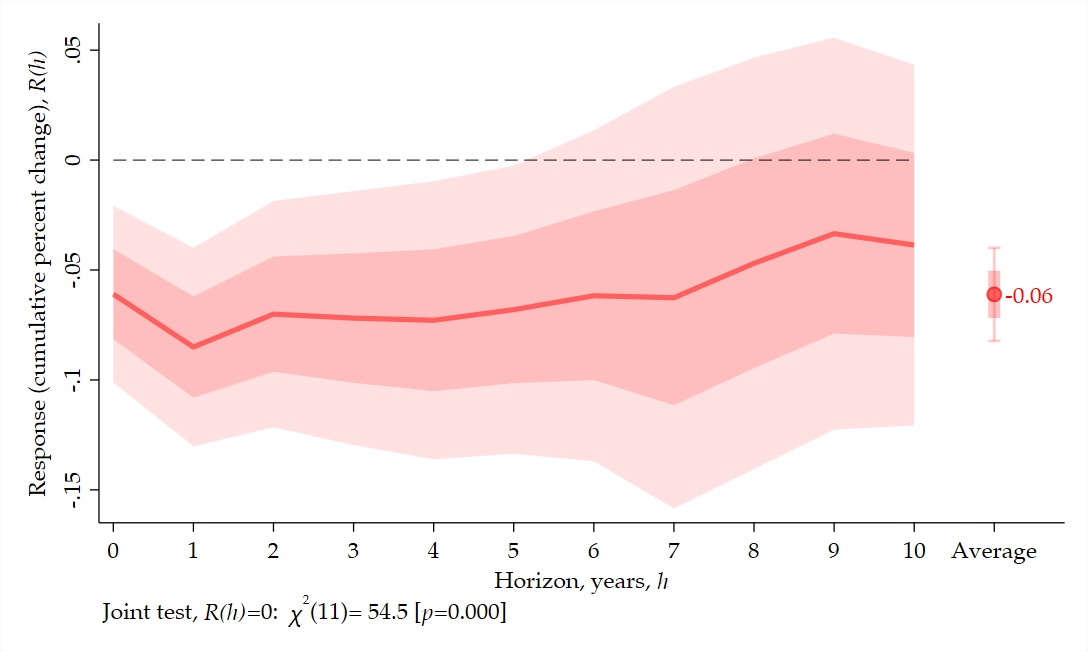 Response (cumulative percent change), R(h)
.05
0
-.05
-.1
-.15
-0.06
0 1 2 3 4 5 6 7 8 9 10 Average
Horizon, years, h
Joint test, R(h)=0: χ²(11)= 54.5 [p=0.000]